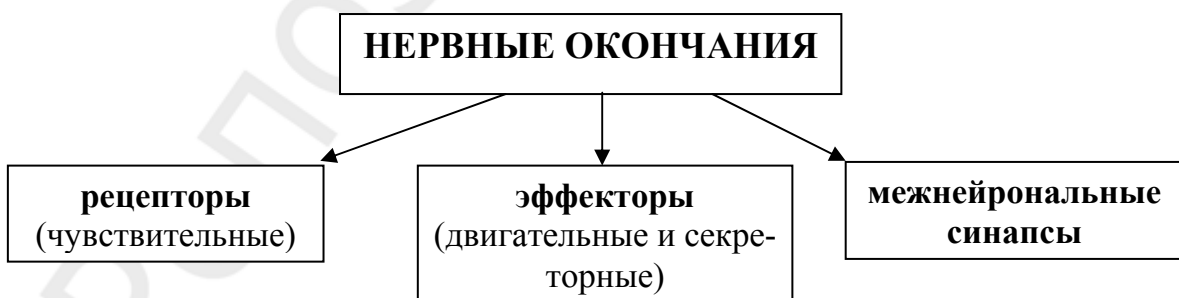 НЕРВНЫЕ ОКОНЧАНИЯ
рецепторы
(чувствительные)
эффекторы
(двигательные и секре-
торные)
межнейрональные
синапсы